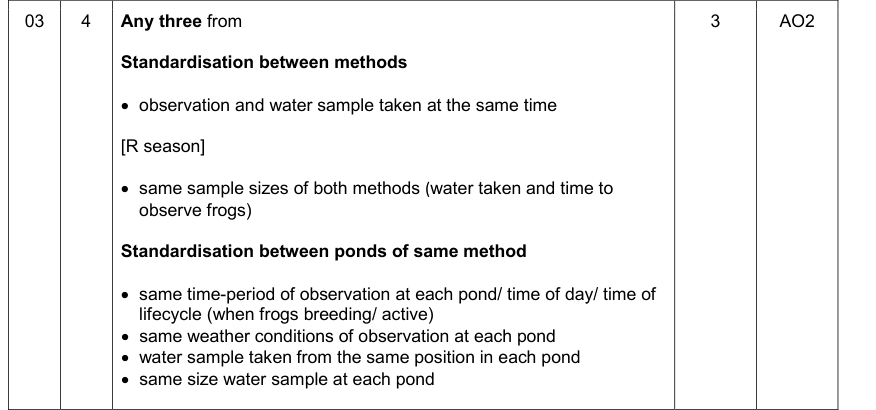 03 4 Any three from 3 AO2
Standardisation between methods
• observation and water sample taken at the same time
[R season]
• same sample sizes of both methods (water taken and time to
observe frogs)
Standardisation between ponds of same method
• same time-period of observation at each pond/ time of day/ time of
lifecycle (when frogs breeding/ active)
• same weather conditions of observation at each pond
• water sample taken from the same position in each pond
• same size water sample at each pond